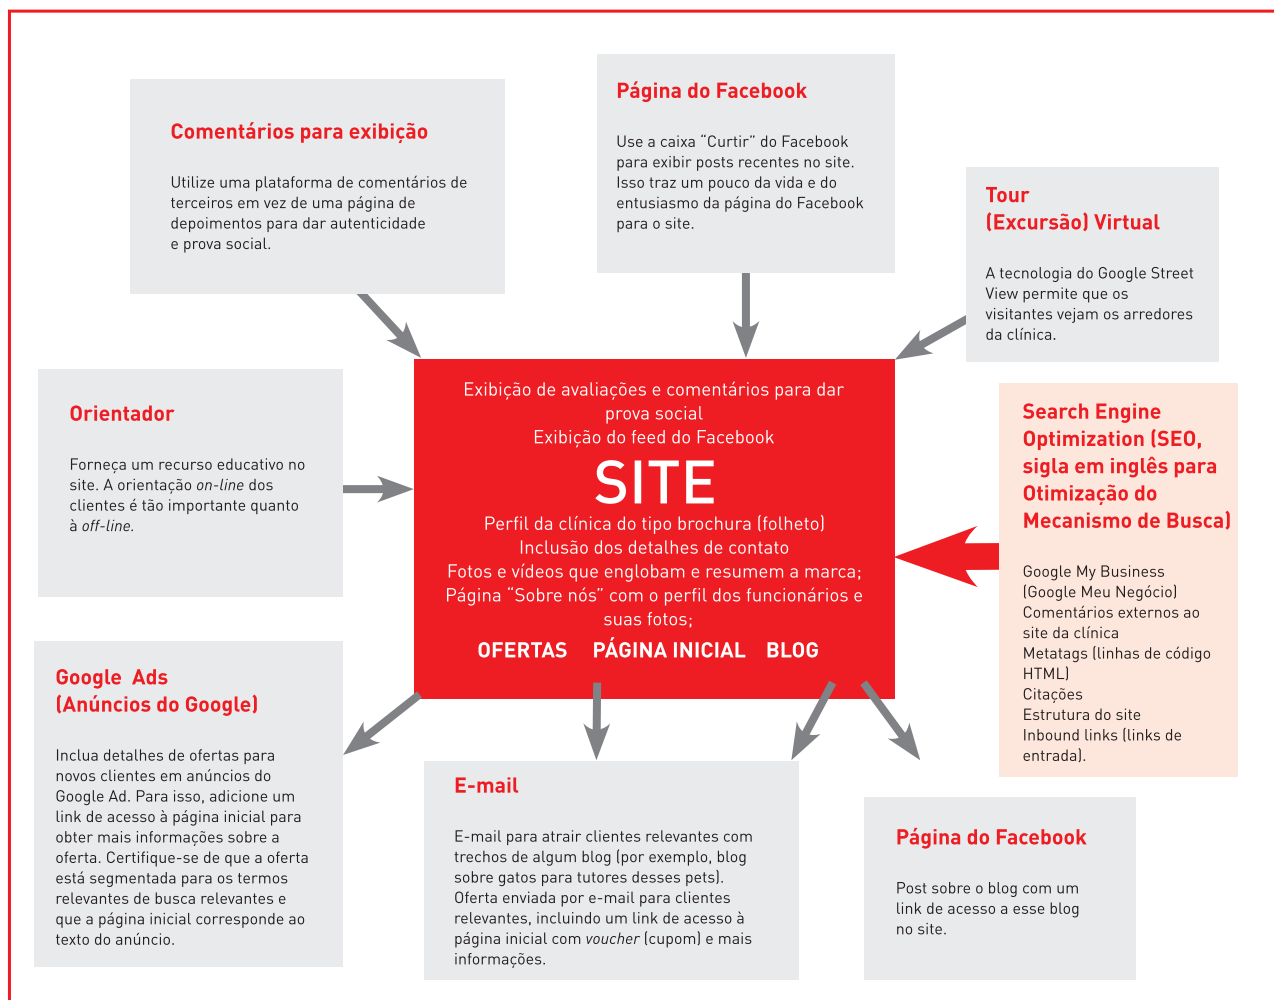 Comentários para exibição
Utilize uma plataforma de comentários de
terceiros em vez de uma página de
depoimentos para dar autenticidade
e prova social.
Página do Facebook
Use a caixa “Curtir” do Facebook
para exibir posts recentes no site.
Isso traz um pouco da vida e do
entusiasmo da página do Facebook
para o site.
Tour
(Excursão) Virtual
A tecnologia do Google Street
View permite que os
visitantes vejam os arredores
da clínica.
Orientador
Forneça um recurso educativo no
site. A orientação on-line dos
clientes é tão importante quanto
à off-line.
Exibição de avaliações e comentários para dar
prova social
Exibição do feed do Facebook
SITE
Perfil da clínica do tipo brochura (folheto)
Inclusão dos detalhes de contato
Fotos e vídeos que englobam e resumem a marca;
Página “Sobre nós” com o perfil dos funcionários e
suas fotos;
OFERTAS PÁGINA INICIAL BLOG
Search Engine
Optimization (SEO,
sigla em inglês para
Otimização do
Mecanismo de Busca)
Google My Business
(Google Meu Negócio)
Comentários externos ao
site da clínica
Metatags (linhas de código
HTML)
Citações
Estrutura do site
Inbound links (links de
entrada).
Google Ads
(Anúncios do Google)
Inclua detalhes de ofertas para
novos clientes em anúncios do
Google Ad. Para isso, adicione um
link de acesso à página inicial para
obter mais informações sobre a
oferta. Certifique-se de que a oferta
está segmentada para os termos
relevantes de busca relevantes e
que a página inicial corresponde ao
texto do anúncio.
E-mail
E-mail para atrair clientes relevantes com
trechos de algum blog (por exemplo, blog
sobre gatos para tutores desses pets).
Oferta enviada por e-mail para clientes
relevantes, incluindo um link de acesso à
página inicial com voucher (cupom) e mais
informações.
Página do Facebook
Post sobre o blog com um
link de acesso a esse blog
no site.